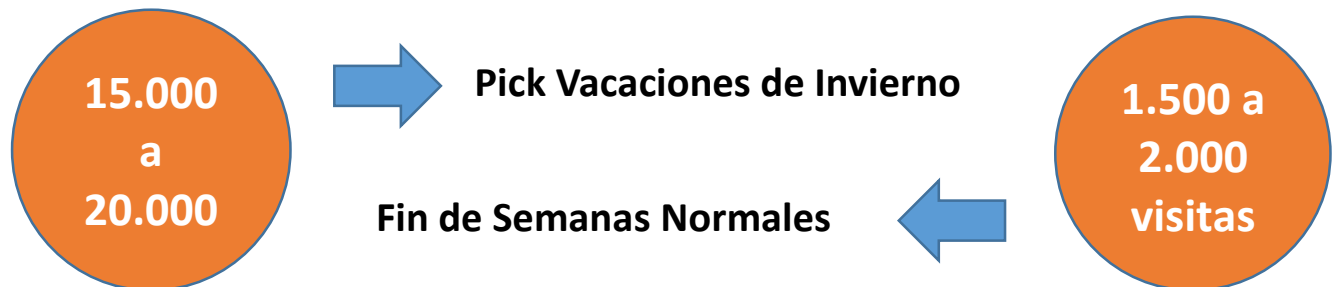 15.000
a
20.000
Pick Vacaciones de Invierno
Fin de Semanas Normales
1.500 a
2.000
visitas